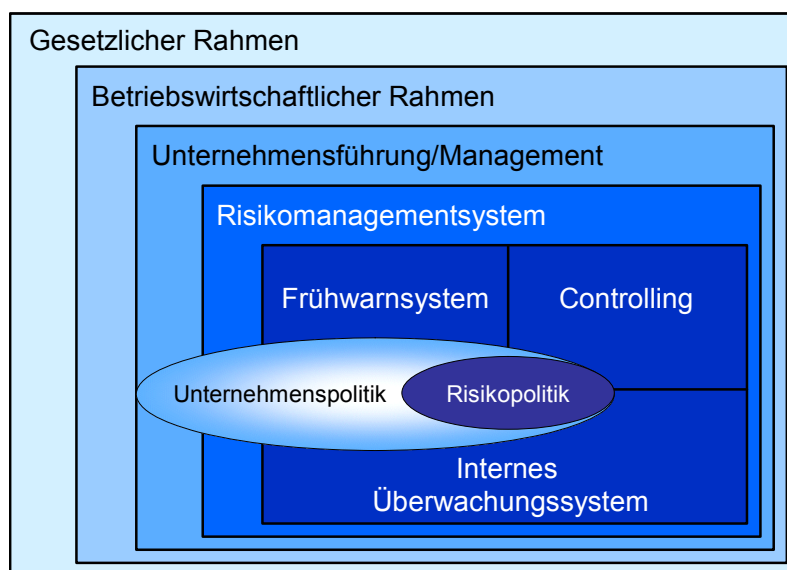 Gesetzlicher Rahmen
Betriebswirtschaftlicher Rahmen
Unternehmensführung/Management
Risikomanagementsystem
Frühwarnsystem
Controlling
Unternehmenspolitik
Risikopolitik
Internes
Überwachungssystem